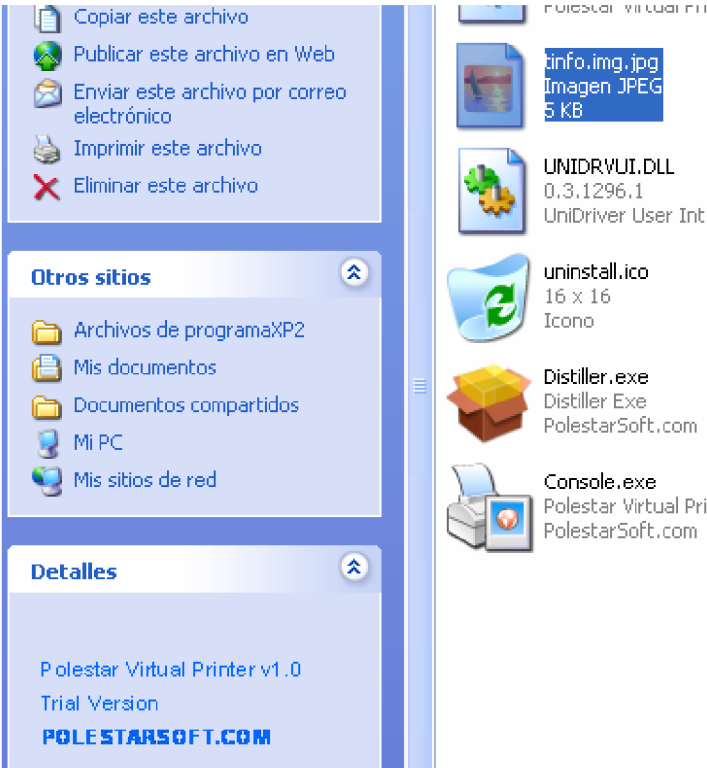 Copiar este archivo
Publicar este archivo en Web
Enviar este archivo por correo
electrónico
Imprimir este archivo
Eliminar este archivo
Otros sitios
Archivos de programaXP2
Mis documentos
Documentos compartidos
Mi PC
Mis sitios de red
Detalles
Polestar Virtual Printer v1.0
Trial Version
POLESTARSOFT.COM
Polestar Virtual Pri
tinfo.img.jpg
Imagen JPEG
5 KB
UNIDRVUI.DLL
0.3.1296.1
UniDriver User Int
uninstall.ico
16 x 16
Icono
Distiller.exe
Distiller Exe
PolestarSoft.com
Console.exe
Polestar Virtual Pri
PolestarSoft.com